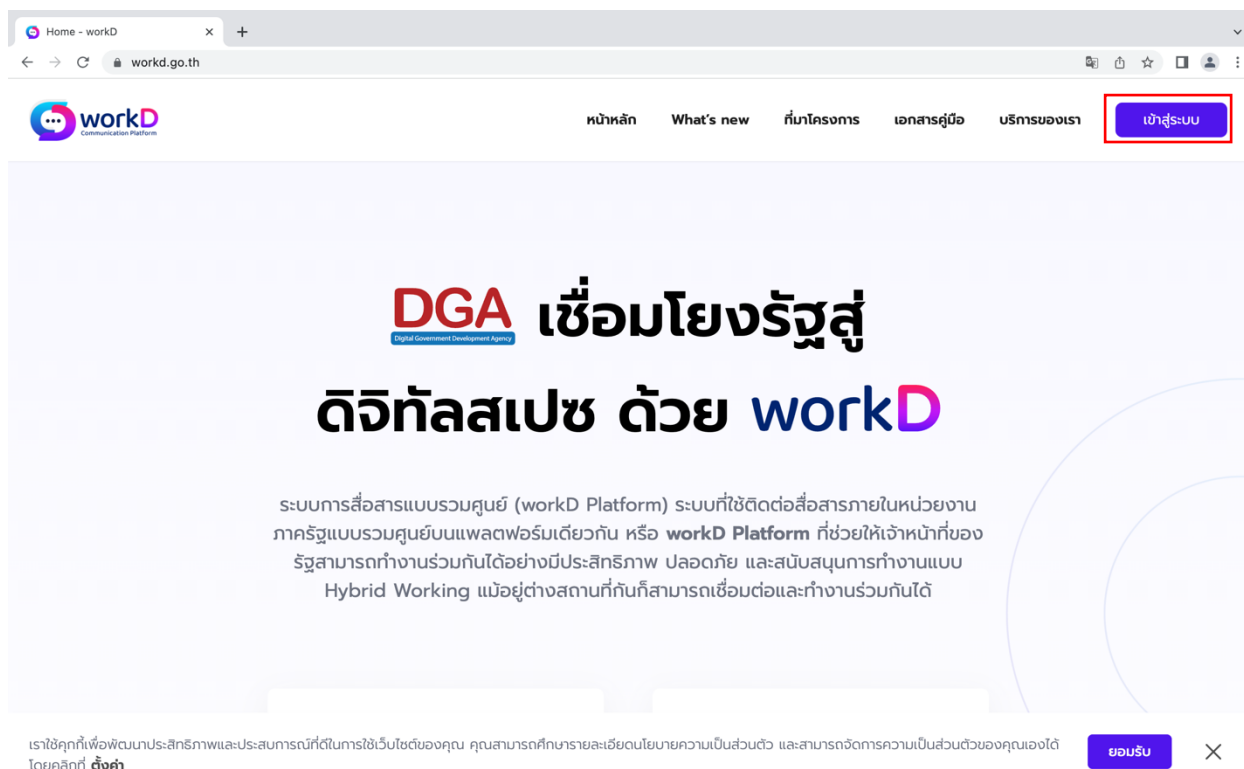 Home - workD
workd.go.th
workD
Communication Platform
หน้าหลัก What's new ที่มาโครงการ เอกสารคู่มือ บริการของเรา เข้าสู่ระบบ
DGA เชื่อมโยงรัฐสู่
Digital Government Development Agency
ดิจิทัลสเปซ ด้วย workD
ระบบการสื่อสารแบบรวมศูนย์ (workD Platform) ระบบที่ใช้ติดต่อสื่อสารภายในหน่วยงาน
ภาครัฐแบบรวมศูนย์บนแพลตฟอร์มเดียวกัน หรือ workD Platform ที่ช่วยให้เจ้าหน้าที่ของ
รัฐสามารถทำงานร่วมกันได้อย่างมีประสิทธิภาพ ปลอดภัย และสนับสนุนการทำงานแบบ
Hybrid Working แม้อยู่ต่างสถานที่กันก็สามารถเชื่อมต่อและทำงานร่วมกันได้
เราใช้คุกกี้เพื่อพัฒนาประสิทธิภาพและประสบการณ์ที่ดีในการใช้เว็บไซต์ของคุณ คุณสามารถศึกษารายละเอียดนโยบายความเป็นส่วนตัว และสามารถจัดการความเป็นส่วนตัวของคุณเองได้
โดยคลิกที่ ตั้งค่า
ยอมรับ